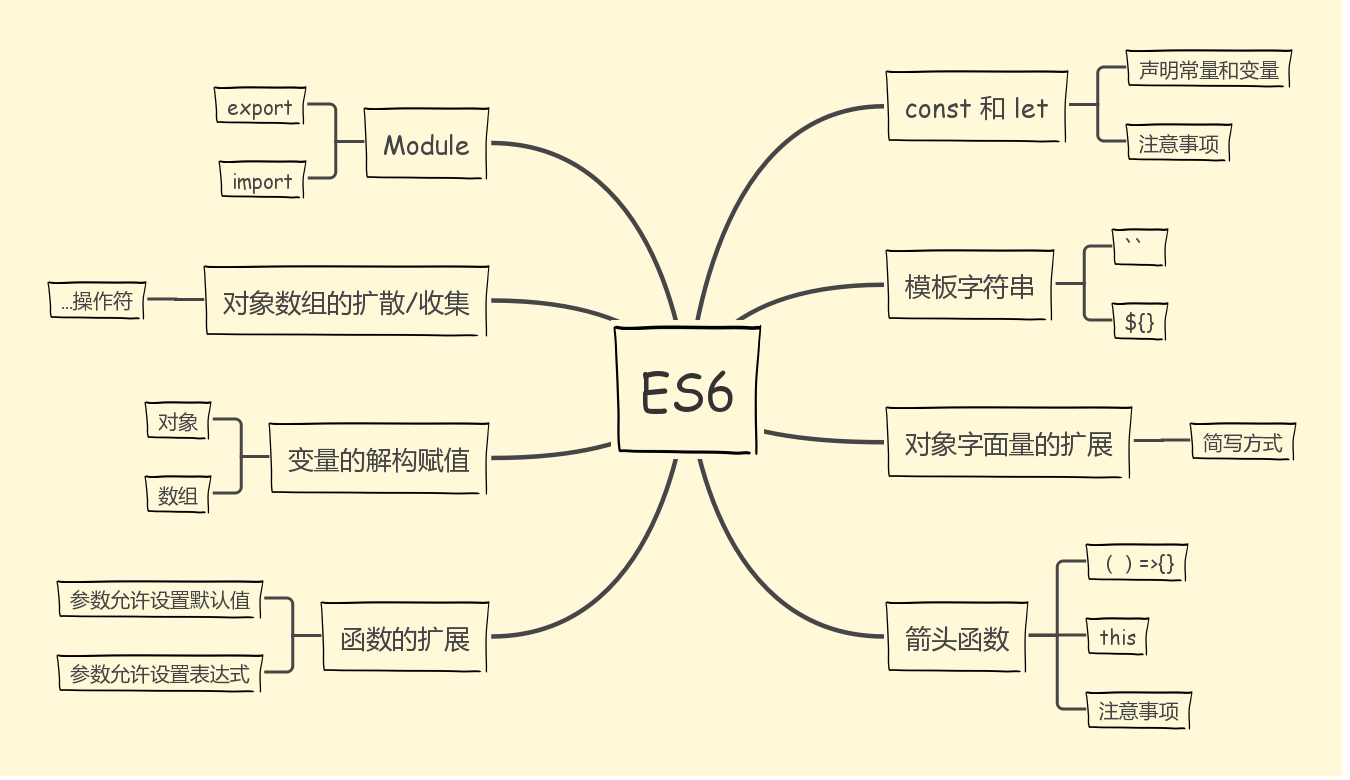 ES6
const 和 let
声明常量和变量
注意事项
模板字符串
``
${}
对象字面量的扩展
简写方式
箭头函数
( ) =>{}
this
注意事项
Module
export
import
对象数组的扩散/收集
...操作符
变量的解构赋值
对象
数组
函数的扩展
参数允许设置默认值
参数允许设置表达式